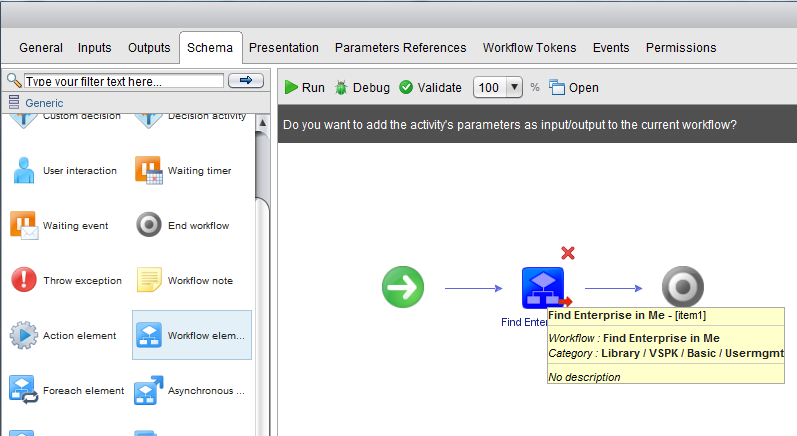 General Inputs Outputs Schema Presentation Parameters References Workflow Tokens Events Permissions
Type your filter text here...
Generic
Custom decision Decision activity
User interaction Waiting timer
Waiting event End workflow
Throw exception Workflow note
Action element Workflow elem...
Foreach element Asynchronous ...
Run Debug Validate 100 % Open
Do you want to add the activity's parameters as input/output to the current workflow?
Find Enter
Find Enterprise in Me - [item1]
Workflow : Find Enterprise in Me
Category : Library / VSPK / Basic / Usermgmt
No description